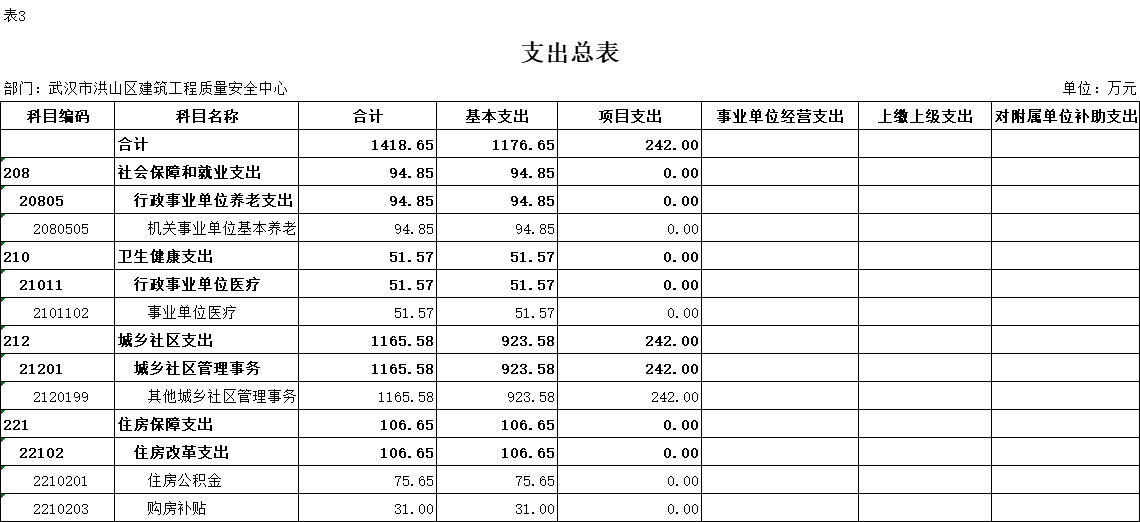 表3
支出总表
部门：武汉市洪山区建筑工程质量安全中心 单位：万元
科目编码 科目名称 合计 基本支出 项目支出 事业单位经营支出 上缴上级支出 对附属单位补助支出
合计 1418.65 1176.65 242.00
208 社会保障和就业支出 94.85 94.85 0.00
20805 行政事业单位养老支出 94.85 94.85 0.00
2080505 机关事业单位基本养老 94.85 94.85 0.00
210 卫生健康支出 51.57 51.57 0.00
21011 行政事业单位医疗 51.57 51.57 0.00
2101102 事业单位医疗 51.57 51.57 0.00
212 城乡社区支出 1165.58 923.58 242.00
21201 城乡社区管理事务 1165.58 923.58 242.00
2120199 其他城乡社区管理事务 1165.58 923.58 242.00
221 住房保障支出 106.65 106.65 0.00
22102 住房改革支出 106.65 106.65 0.00
2210201 住房公积金 75.65 75.65 0.00
2210203 购房补贴 31.00 31.00 0.00